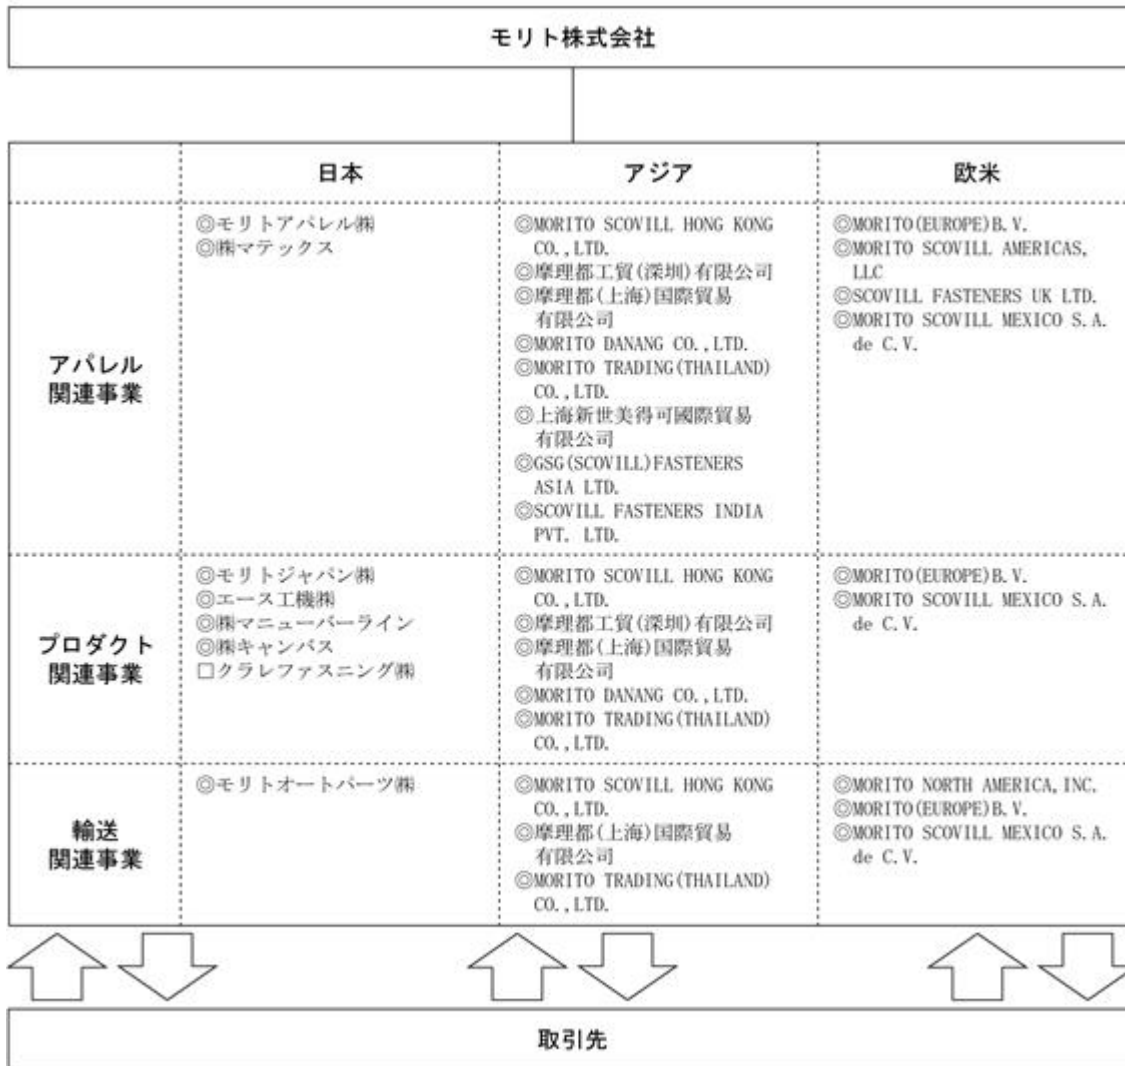 モリト株式会社
日本
アジア
欧米
アパレル
関連事業
◎モリトアパレル㈱
◎㈱マテックス
◎MORITO SCOVILL HONG KONG
CO.,LTD.
◎摩理都工貿(深圳)有限公司
◎摩理都(上海)国際貿易
有限公司
◎MORITO DANANG CO.,LTD.
◎MORITO TRADING(THAILAND)
CO.,LTD.
◎上海新世美得可國際貿易
有限公司
◎GSG(SCOVILL)FASTENERS
ASIA LTD.
◎SCOVILL FASTENERS INDIA
PVT. LTD.
◎MORITO(EUROPE)B.V.
◎MORITO SCOVILL AMERICAS,
LLC
◎SCOVILL FASTENERS UK LTD.
◎MORITO SCOVILL MEXICO S.A.
de C.V.
プロダクト
関連事業
◎モリトジャパン㈱
◎エース工機㈱
◎㈱マニューバーライン
◎㈱キャンバス
□クラレファスニング㈱
◎MORITO SCOVILL HONG KONG
CO.,LTD.
◎摩理都工貿(深圳)有限公司
◎摩理都(上海)国際貿易
有限公司
◎MORITO DANANG CO.,LTD.
◎MORITO TRADING(THAILAND)
CO.,LTD.
◎MORITO(EUROPE)B.V.
◎MORITO SCOVILL MEXICO S.A.
de C.V.
輸送
関連事業
◎モリトオートパーツ㈱
◎MORITO SCOVILL HONG KONG
CO.,LTD.
◎摩理都(上海)国際貿易
有限公司
◎MORITO TRADING(THAILAND)
CO.,LTD.
◎MORITO NORTH AMERICA,INC.
◎MORITO(EUROPE)B.V.
◎MORITO SCOVILL MEXICO S.A.
de C.V.
取引先